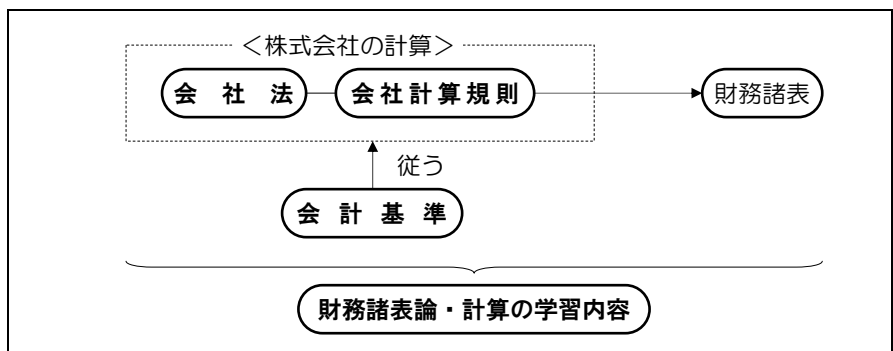 <株式会社の計算>
会社法
会社計算規則
財務諸表
従う
会計基準
財務諸表論・計算の学習内容